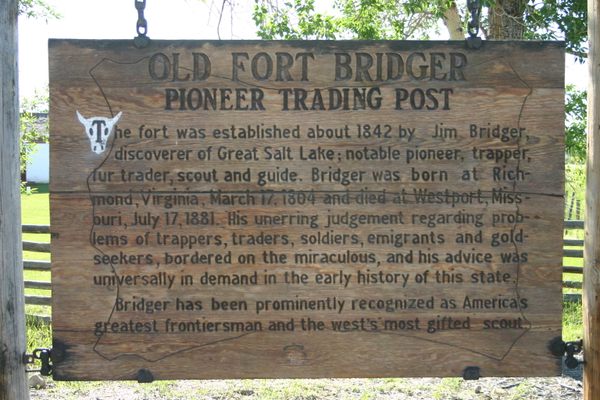 OLD FORT BRIDGER
PIONEER TRADING POST
The fort was established about 1842 by Jim Bridger,
discoverer of Great Salt Lake; notable pioneer, trapper,
fur trader, scout and guide. Bridger was born at Rich-
mond, Virginia, March 17, 1804 and died at Westport, Miss-
ouri, July 17, 1881. His unerring judgement regarding prob-
lems of trappers, traders, soldiers, emigrants and gold-
seekers, bordered on the miraculous, and his advice was
universally in demand in the early history of this state.
Bridger has been prominently recognized as America's
greatest frontiersman and the west's most gifted scout.